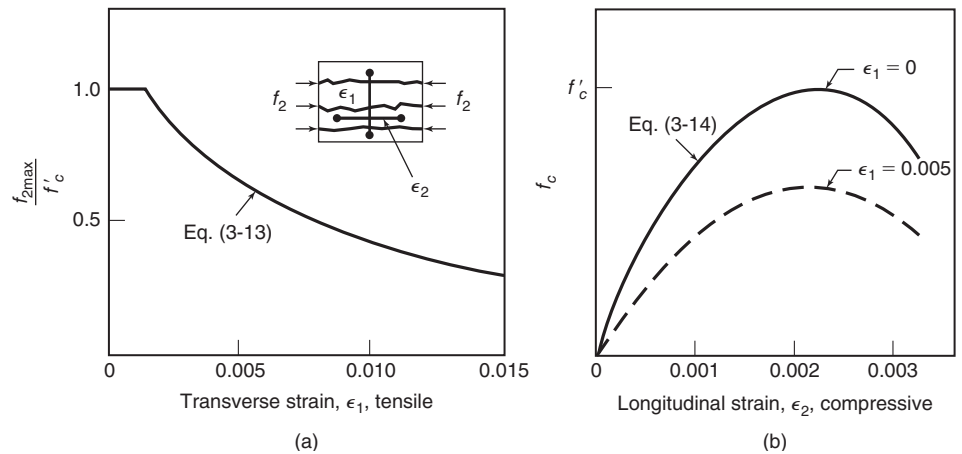 f2max
f′c
1.0
0.5
f2
ϵ1
f2
ϵ2
Eq. (3-13)
0
0.005
0.010
0.015
Transverse strain, ϵ1, tensile
(a)
fc
f′c
ϵ1 = 0
Eq. (3-14)
ϵ1 = 0.005
0
0.001
0.002
0.003
Longitudinal strain, ϵ2, compressive
(b)